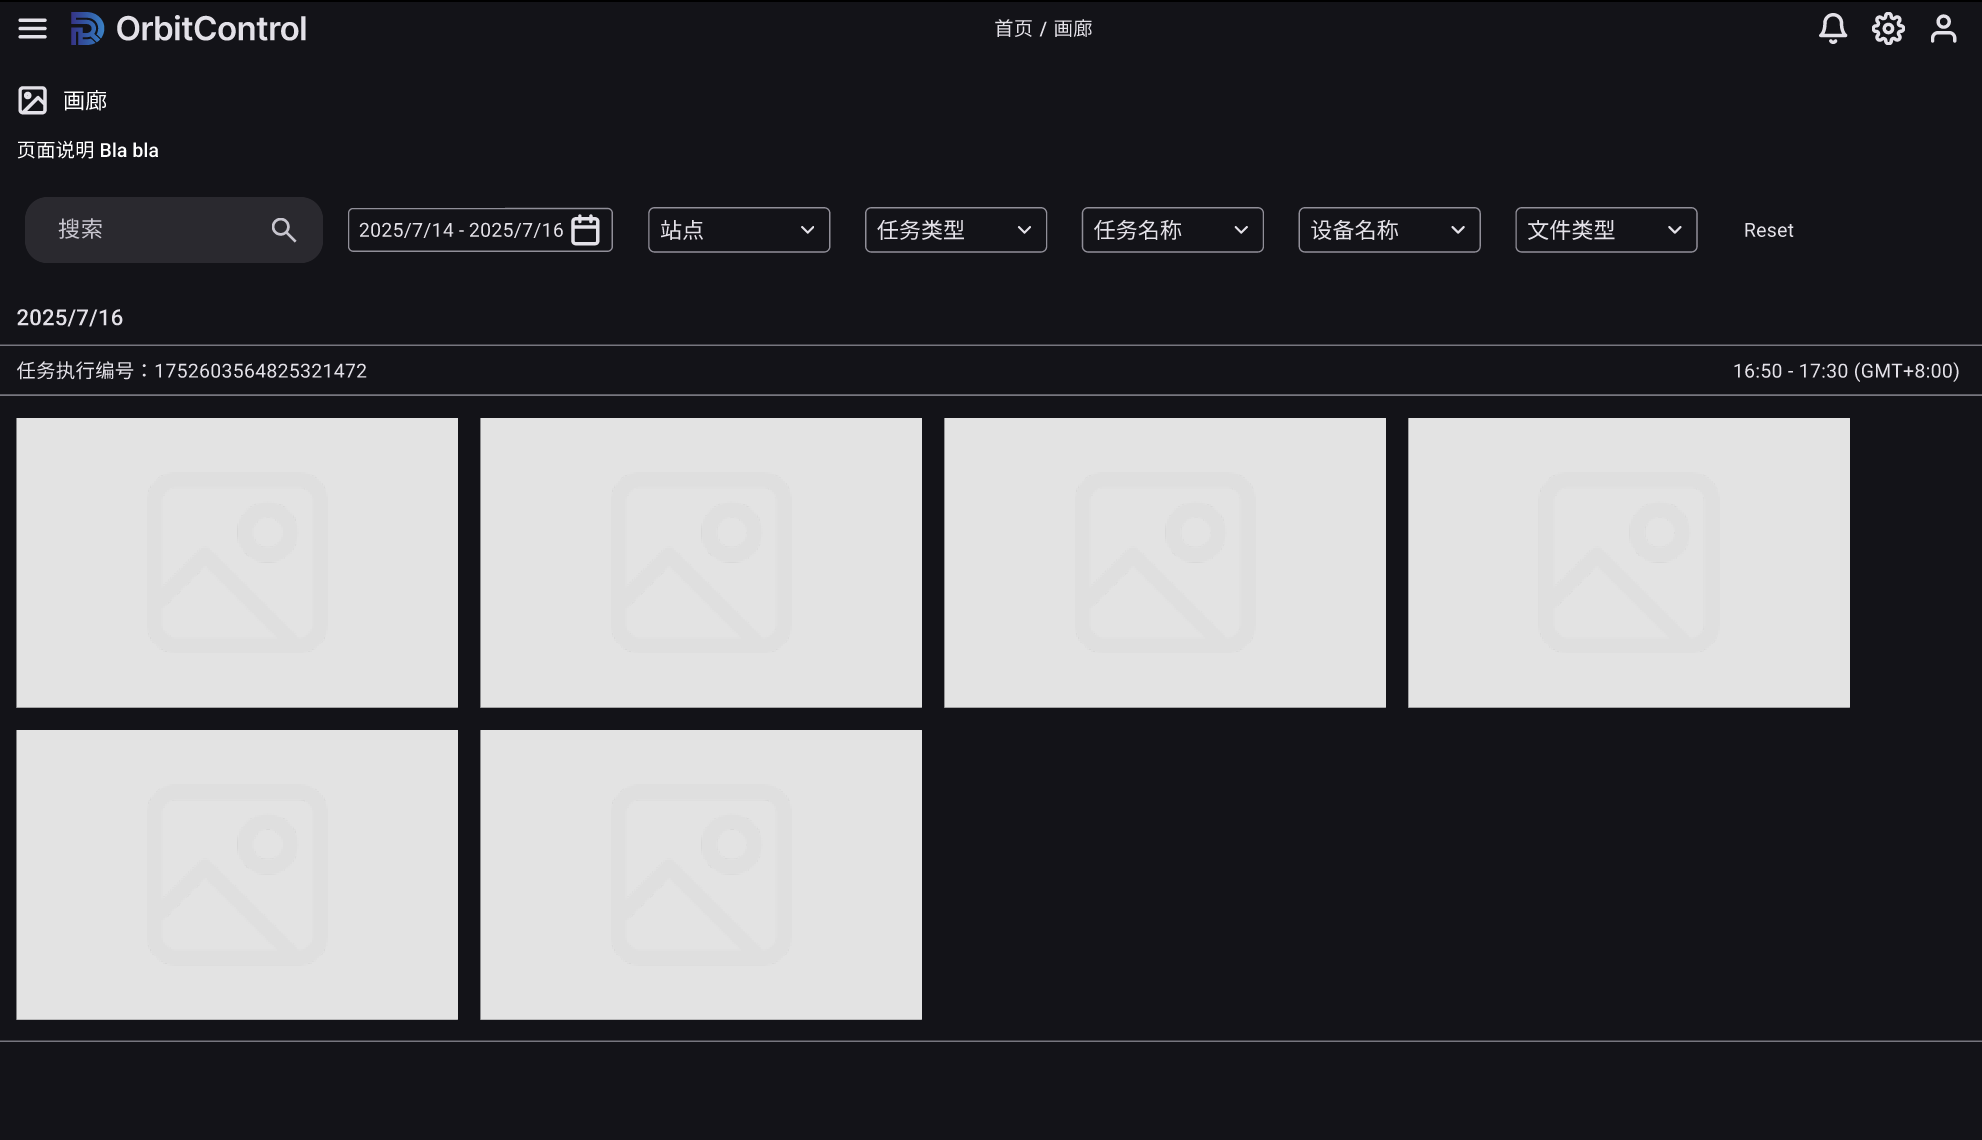 OrbitControl
首页 / 画廊
画廊
页面说明 Bla bla
搜索
2025/7/14 - 2025/7/16
站点
任务类型
任务名称
设备名称
文件类型
Reset
2025/7/16
任务执行编号：1752603564825321472
16:50 - 17:30 (GMT+8:00)